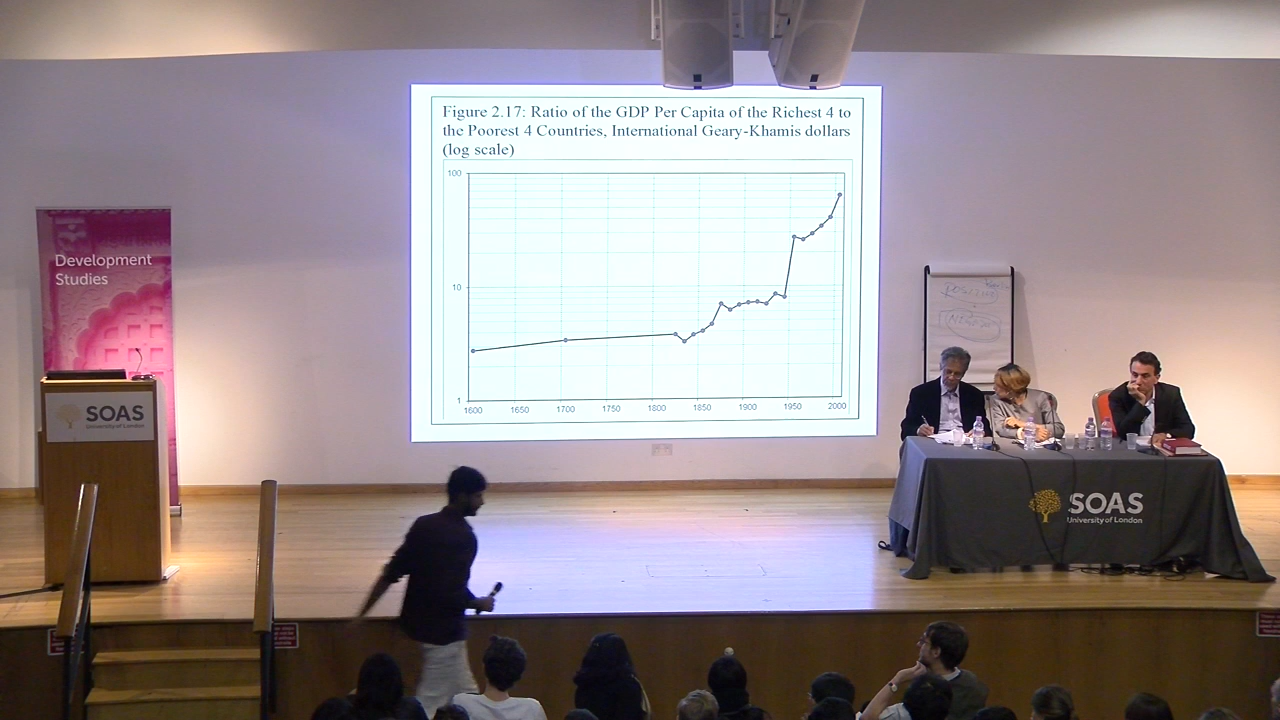 Figure 2.17: Ratio of the GDP Per Capita of the Richest 4 to
the Poorest 4 Countries, International Geary-Khamis dollars
(log scale)
100
10
1
1600 1650 1700 1750 1800 1850 1900 1950 2000
Development
Studies
SOAS
University of London
SOAS
University of London